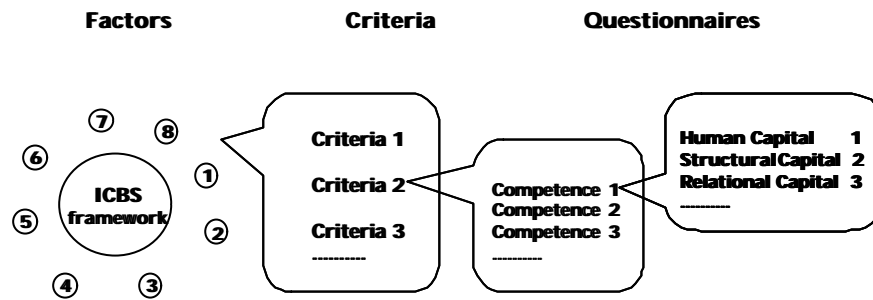 Factors Criteria Questionnaires
7
8
6
1
ICBS
framework
5
2
4
3
Criteria 1
Criteria 2
Criteria 3
----------
Competence 1
Competence 2
Competence 3
----------
Human Capital 1
Structural Capital 2
Relational Capital 3
----------